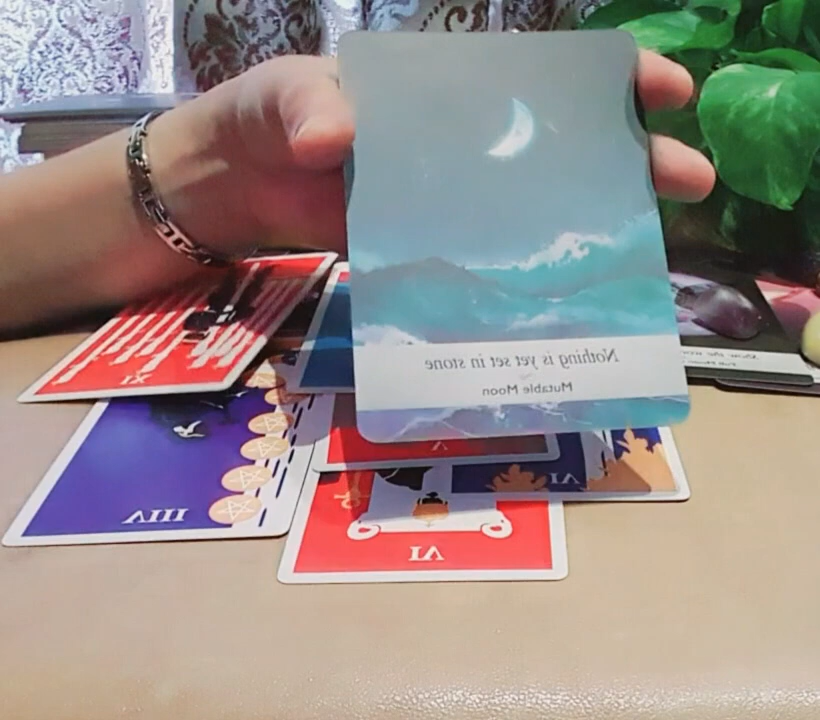 Nothing is yet set in stone
Mutable Moon
XI
VIII
V
VI
VI